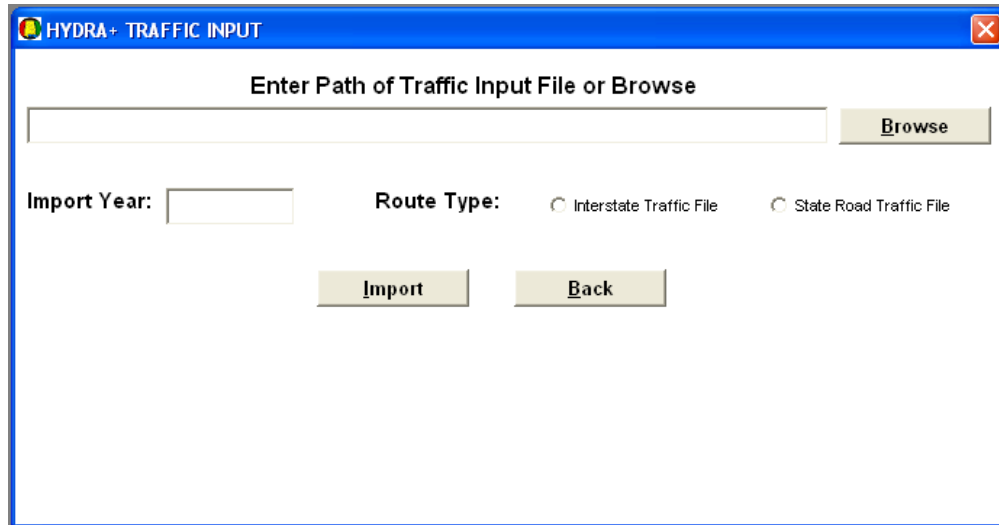 HYDRA+ TRAFFIC INPUT
Enter Path of Traffic Input File or Browse
Browse
Import Year: Route Type: Interstate Traffic File State Road Traffic File
Import Back